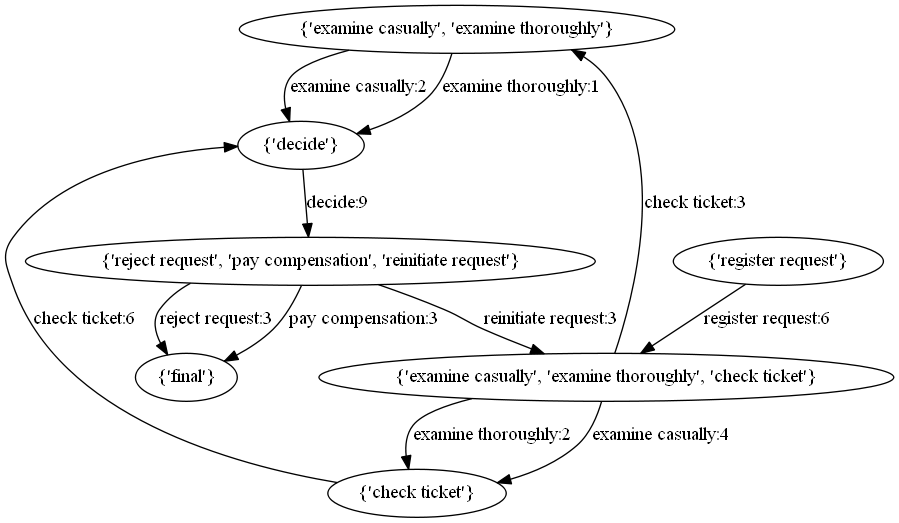 {'examine casually', 'examine thoroughly'}
examine casually:2
examine thoroughly:1
{'decide'}
decide:9
check ticket:3
{'reject request', 'pay compensation', 'reinitiate request'}
{'register request'}
check ticket:6
reject request:3
pay compensation:3
reinitiate request:3
register request:6
{'final'}
{'examine casually', 'examine thoroughly', 'check ticket'}
examine thoroughly:2
examine casually:4
{'check ticket'}